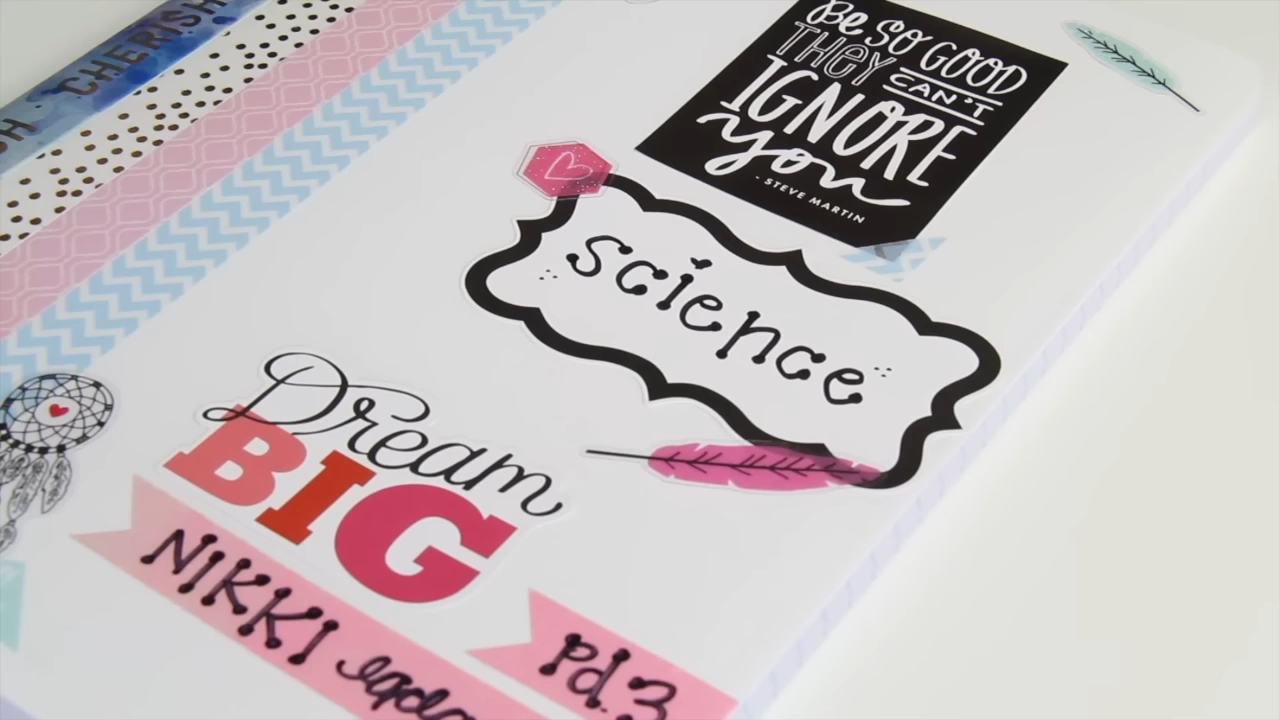 CHERISH
BE SO GOOD
THEY CAN'T
IGNORE
you
- STEVE MARTIN
science
Dream
BIG
NIKKI
Pd.3